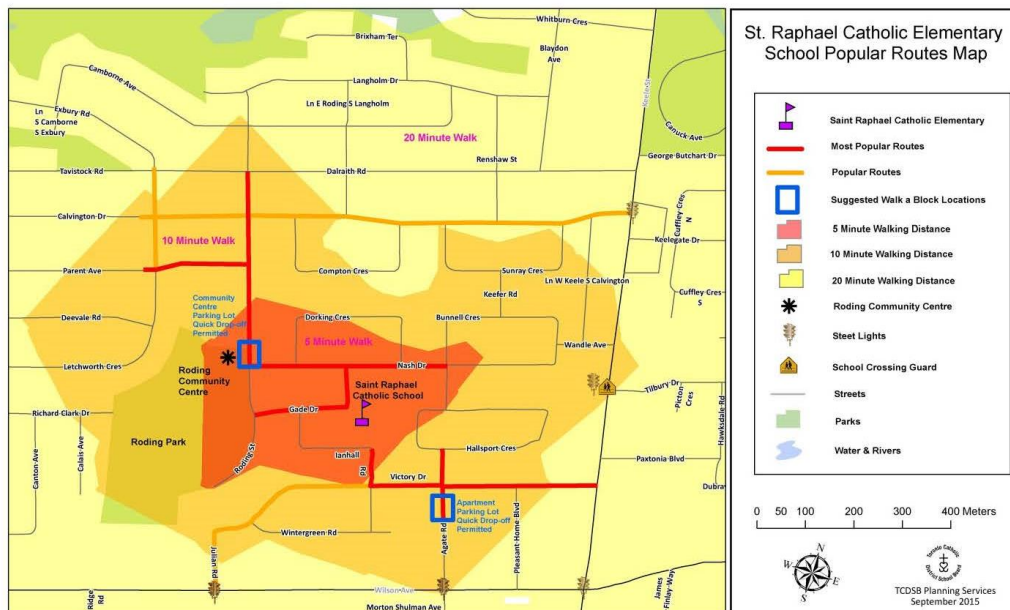 St. Raphael Catholic Elementary
School Popular Routes Map
Saint Raphael Catholic Elementary
Most Popular Routes
Popular Routes
Suggested Walk a Block Locations
5 Minute Walking Distance
10 Minute Walking Distance
20 Minute Walking Distance
Roding Community Centre
Steet Lights
School Crossing Guard
Streets
Parks
Water & Rivers
0 50 100 200 300 400 Meters
N
W
E
S
Toronto Catholic
District School Board
TCDSB Planning Services
September 2015
Whitburn Cres
Brixham Ter
Blaydon
Ave
Camborne Ave
Langholm Dr
Keele St
Exbury Rd
Ln
S Camborne
S Exbury
Ln E Roding S Langholm
Canuck Ave
20 Minute Walk
Renshaw St
George Butchart Dr
Tavistock Rd
Dalraith Rd
Calvington Dr
Cuffley Cres
N
10 Minute Walk
Keelegate Dr
Parent Ave
Compton Cres
Sunray Cres
Ln W Keele S Calvington
Keefer Rd
Cuffley Cres
S
Community
Centre
Parking Lot
Quick Drop-off
Permitted
Deevale Rd
Dorking Cres
Bunnell Cres
5 Minute Walk
Wandle Ave
Letchworth Cres
Nash Dr
Roding
Community
Centre
Saint Raphael
Catholic School
Tilbury Dr
Picton
Cres
Hawksdale Rd
Richard Clark Dr
Gade Dr
Roding Park
Roding St
Ianhall
Rd
Hallsport Cres
Paxtonia Blvd
Canton Ave
Calais Ave
Victory Dr
Dubray
Apartment
Parking Lot
Quick Drop-off
Permitted
Wintergreen Rd
Julian Rd
Agate Rd
Pleasant Home Blvd
Ridge
Rd
Wilson Ave
James
Finlay Way
Morton Shulman Ave